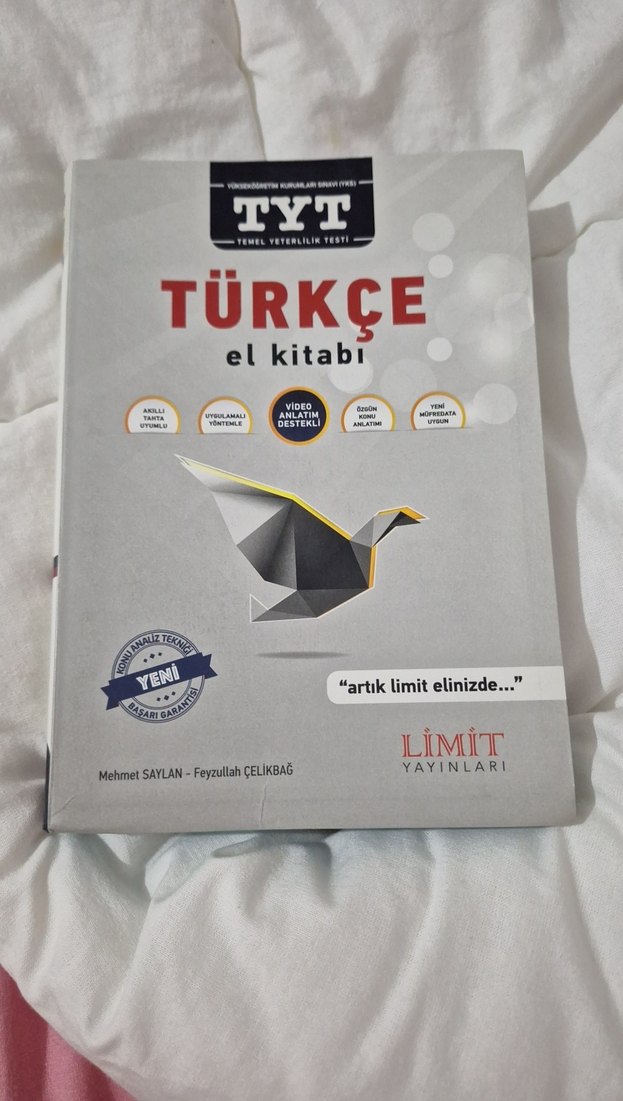 YÜKSEKÖĞRETİM KURUMLARI SINAVI (YKS)
TYT
TEMEL YETERLİLİK TESTİ
TÜRKÇE
el kitabı
AKILLI
TAHTA
UYUMLU
UYGULAMALI
YÖNTEMLE
VİDEO
ANLATIM
DESTEKLİ
ÖZGÜN
KONU
ANLATIMI
YENİ
MÜFREDATA
UYGUN
KONU ANALİZ TEKNİĞİ
YENİ
BAŞARI GARANTİSİ
"artık limit elinizde..."
LİMİT
YAYINLARI
Mehmet SAYLAN - Feyzullah ÇELİKBAĞ